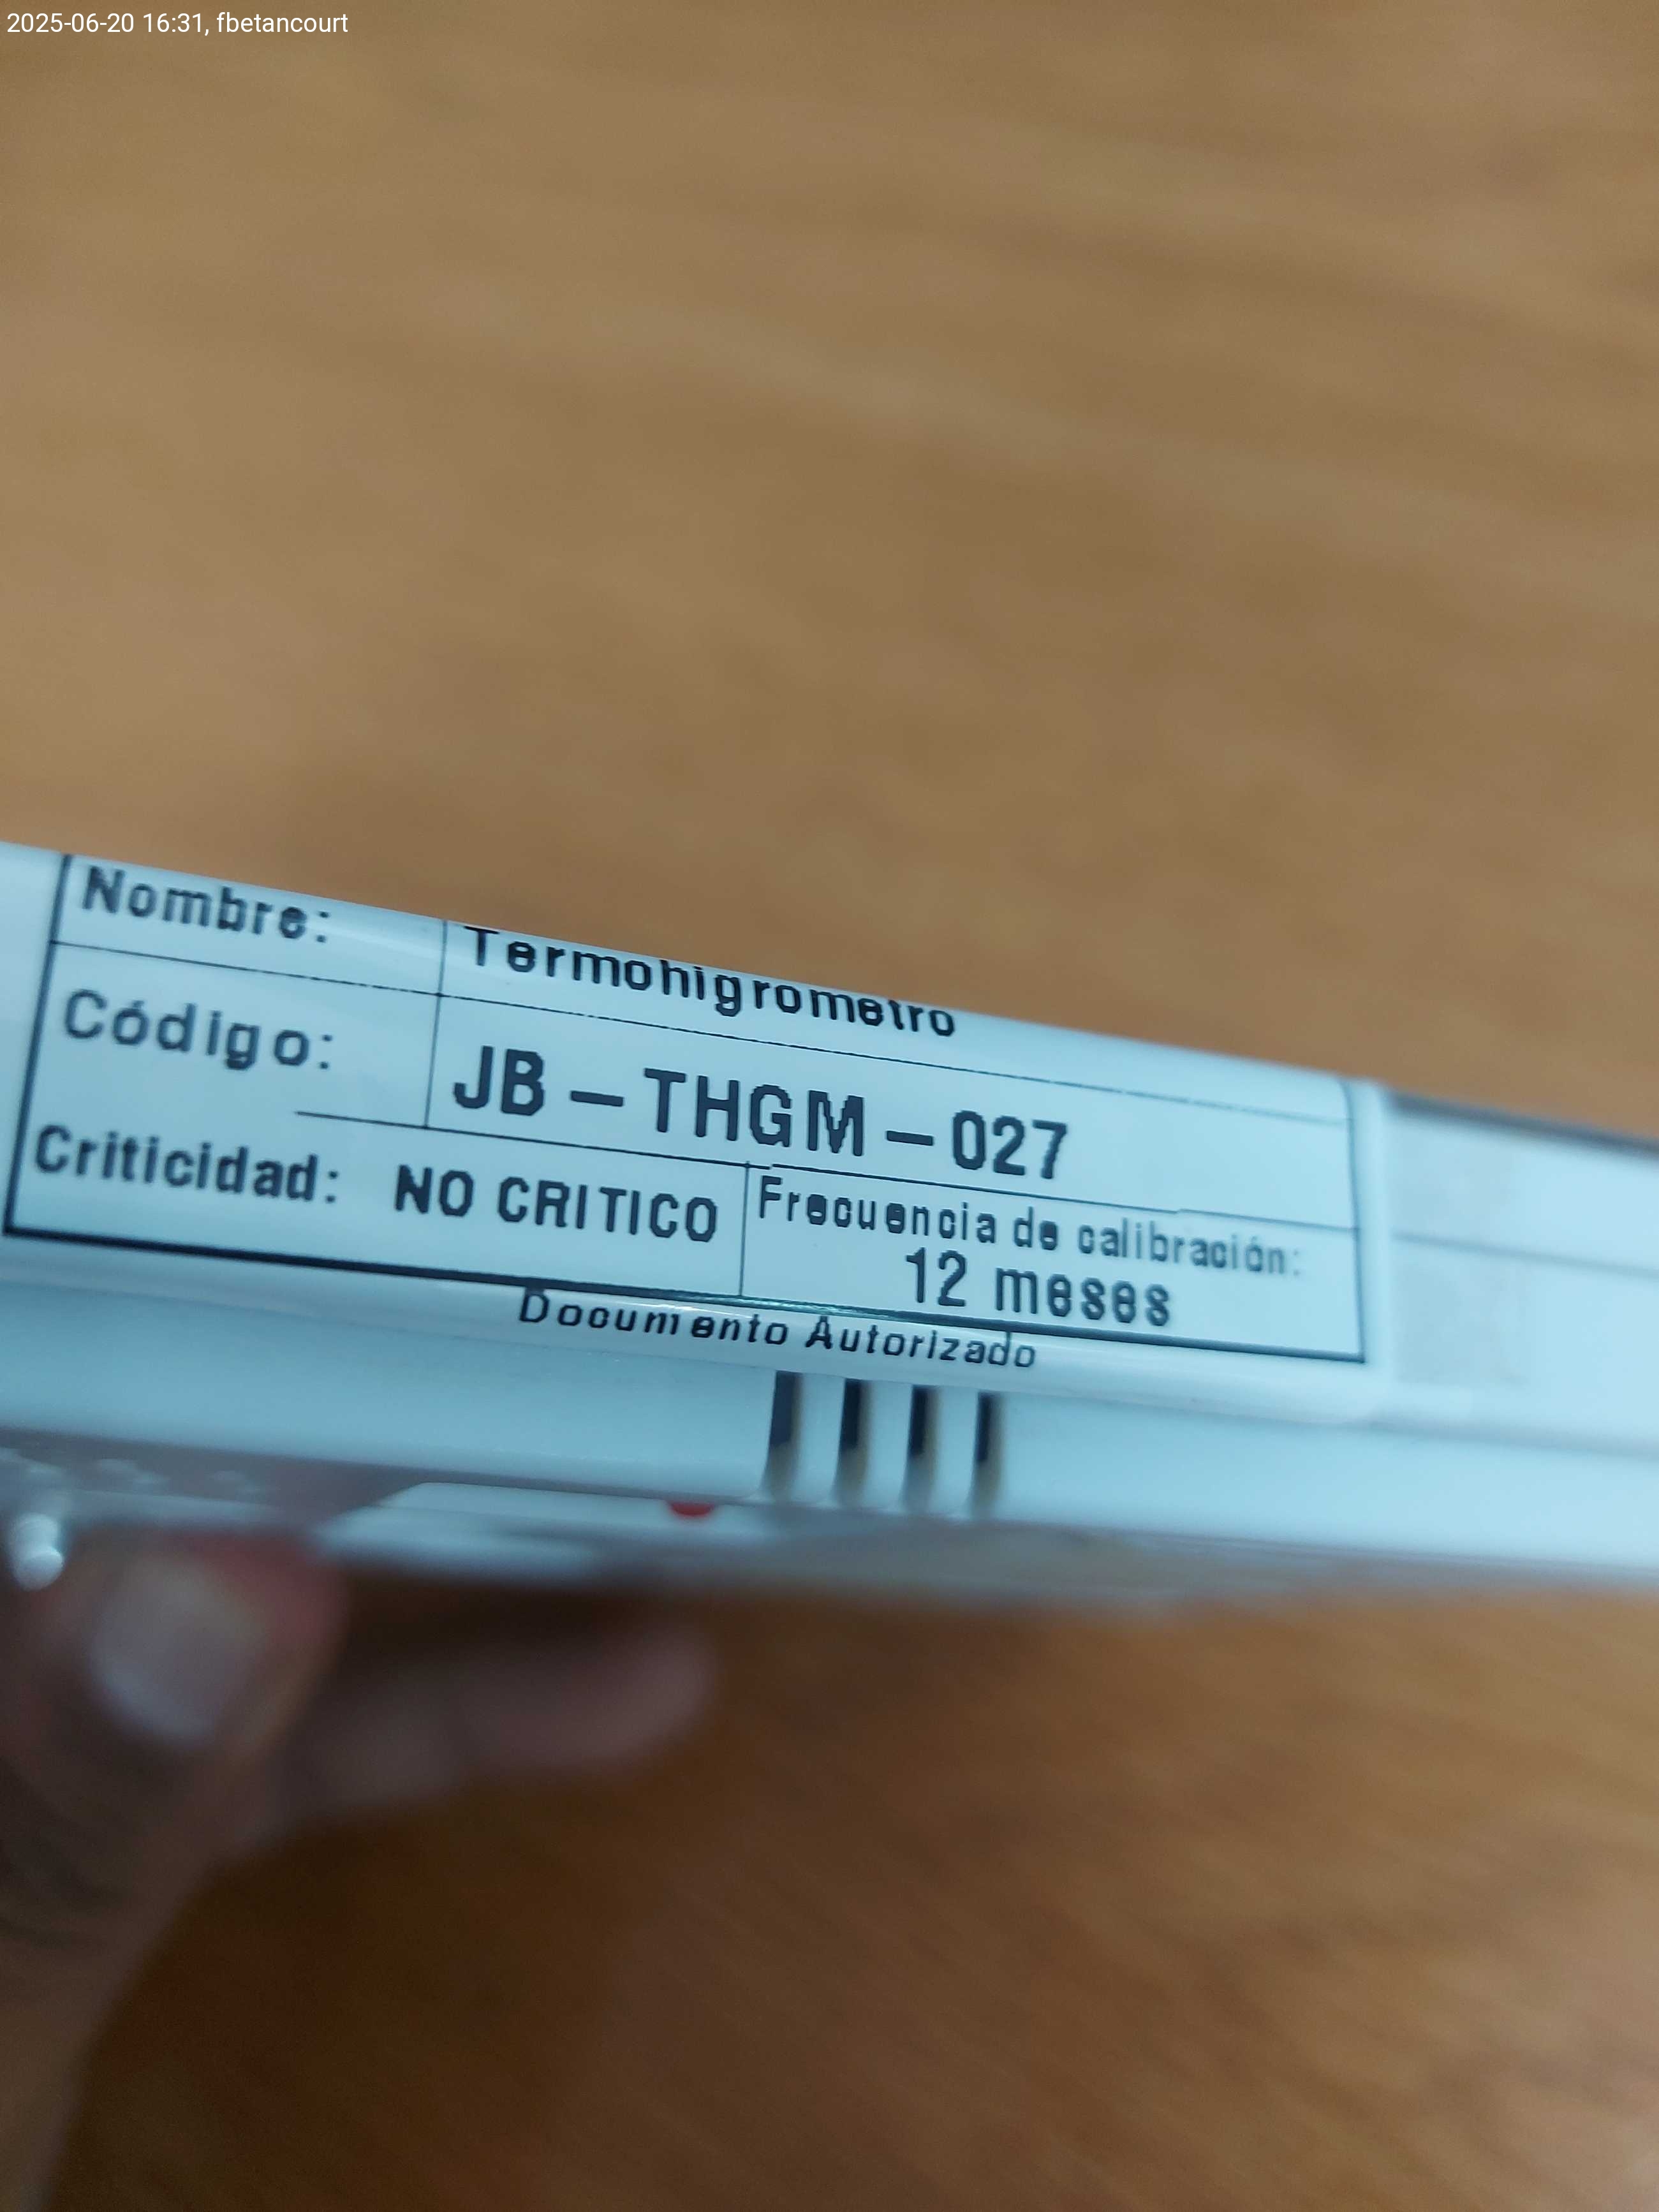 2025-06-20 16:31, fbetancourt
Nombre: Termohigrometro
Código: JB-THGM-027
Criticidad: NO CRITICO
Frecuencia de calibración:
12 meses
Documento Autorizado